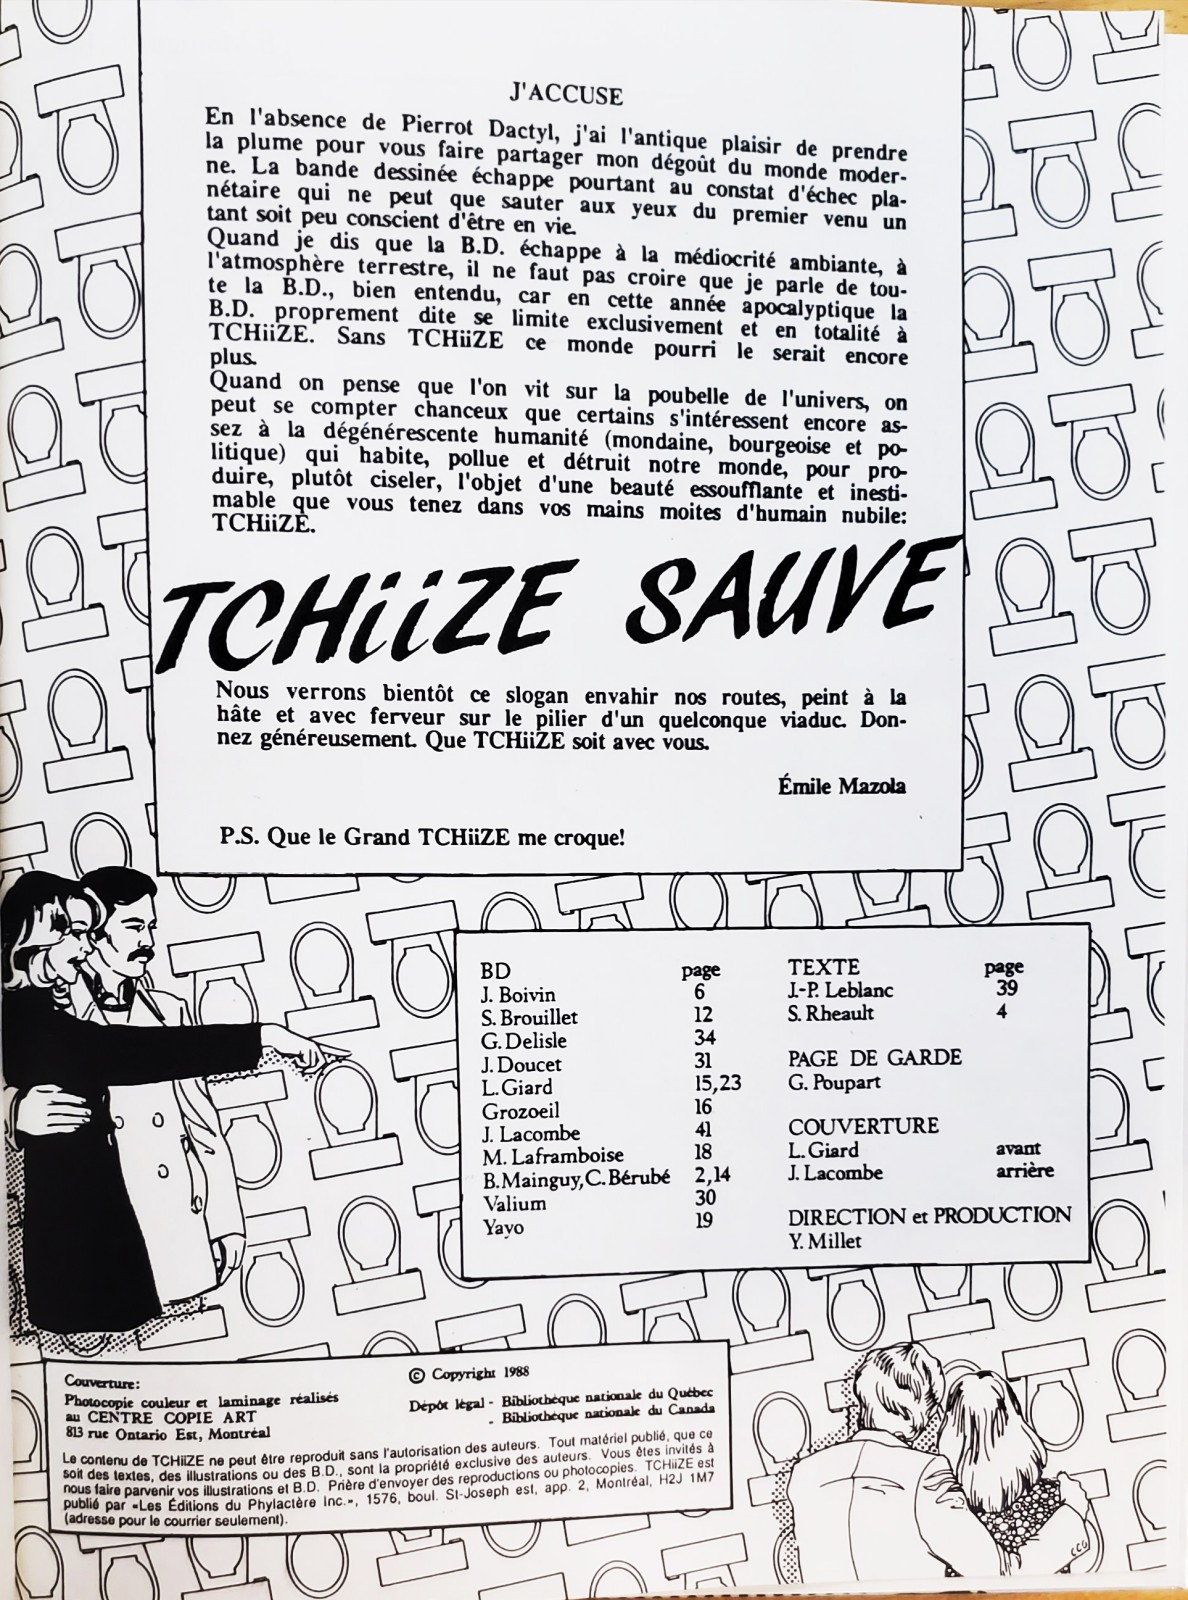 J'ACCUSE
En l'absence de Pierrot Dactyl, j'ai l'antique plaisir de prendre
la plume pour vous faire partager mon dégoût du monde moder-
ne. La bande dessinée échappe pourtant au constat d'échec pla-
nétaire qui ne peut que sauter aux yeux du premier venu un
tant soit peu conscient d'être en vie.
Quand je dis que la B.D. échappe à la médiocrité ambiante, à
l'atmosphère terrestre, il ne faut pas croire que je parle de tou-
te la B.D., bien entendu, car en cette année apocalyptique la
B.D. proprement dite se limite exclusivement et en totalité à
TCHiiZE. Sans TCHiiZE ce monde pourri le serait encore
plus.
Quand on pense que l'on vit sur la poubelle de l'univers, on
peut se compter chanceux que certains s'intéressent encore as-
sez à la dégénérescente humanité (mondaine, bourgeoise et po-
litique) qui habite, pollue et détruit notre monde, pour pro-
duire, plutôt ciseler, l'objet d'une beauté essoufflante et inesti-
mable que vous tenez dans vos mains moites d'humain nubile:
TCHiiZE.
TCHiiZE SAUVE
Nous verrons bientôt ce slogan envahir nos routes, peint à la
hâte et avec ferveur sur le pilier d'un quelconque viaduc. Don-
nez généreusement. Que TCHiiZE soit avec vous.
Émile Mazola
P.S. Que le Grand TCHiiZE me croque!
BD page
J. Boivin 6
S. Brouillet 12
G. Delisle 34
J. Doucet 31
L. Giard 15,23
Grozoeil 16
J. Lacombe 41
M. Laframboise 18
B. Mainguy, C. Bérubé 2,14
Valium 30
Yayo 19
TEXTE page
J.-P. Leblanc 39
S. Rheault 4
PAGE DE GARDE
G. Poupart
COUVERTURE
L. Giard avant
J. Lacombe arrière
DIRECTION et PRODUCTION
Y. Millet
Couverture:
Photocopie couleur et laminage réalisés
au CENTRE COPIE ART
813 rue Ontario Est, Montréal
© Copyright 1988
Dépôt légal - Bibliothèque nationale du Québec
- Bibliothèque nationale du Canada
Le contenu de TCHiiZE ne peut être reproduit sans l'autorisation des auteurs. Tout matériel publié, que ce
soit des textes, des illustrations ou des B.D., sont la propriété exclusive des auteurs. Vous êtes invités à
nous faire parvenir vos illustrations et B.D. Prière d'envoyer des reproductions ou photocopies. TCHiiZE est
publié par «Les Éditions du Phylactère Inc.», 1576, boul. St-Joseph est, app. 2, Montréal, H2J 1M7
(adresse pour le courrier seulement).